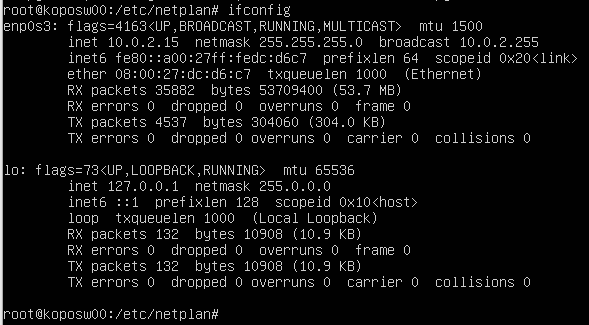 root@koposw00:/etc/netplan# ifconfig
enp0s3: flags=4163<UP,BROADCAST,RUNNING,MULTICAST>  mtu 1500
        inet 10.0.2.15  netmask 255.255.255.0  broadcast 10.0.2.255
        inet6 fe80::a00:27ff:fedc:d6c7  prefixlen 64  scopeid 0x20<link>
        ether 08:00:27:dc:d6:c7  txqueuelen 1000  (Ethernet)
        RX packets 35882  bytes 53709400 (53.7 MB)
        RX errors 0  dropped 0  overruns 0  frame 0
        TX packets 4537  bytes 304060 (304.0 KB)
        TX errors 0  dropped 0 overruns 0  carrier 0  collisions 0

lo: flags=73<UP,LOOPBACK,RUNNING>  mtu 65536
        inet 127.0.0.1  netmask 255.0.0.0
        inet6 ::1  prefixlen 128  scopeid 0x10<host>
        loop  txqueuelen 1000  (Local Loopback)
        RX packets 132  bytes 10908 (10.9 KB)
        RX errors 0  dropped 0  overruns 0  frame 0
        TX packets 132  bytes 10908 (10.9 KB)
        TX errors 0  dropped 0 overruns 0  carrier 0  collisions 0

root@koposw00:/etc/netplan#